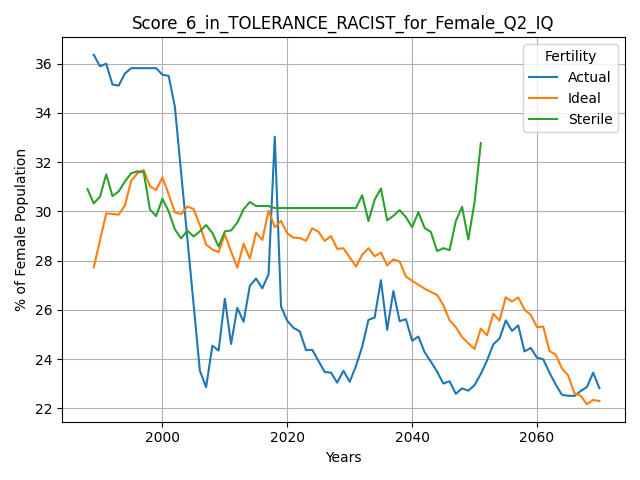 Score_6_in_TOLERANCE_RACIST_for_Female_Q2_IQ
Fertility
Actual
Ideal
Sterile
% of Female Population
36
34
32
30
28
26
24
22
2000
2020
2040
2060
Years